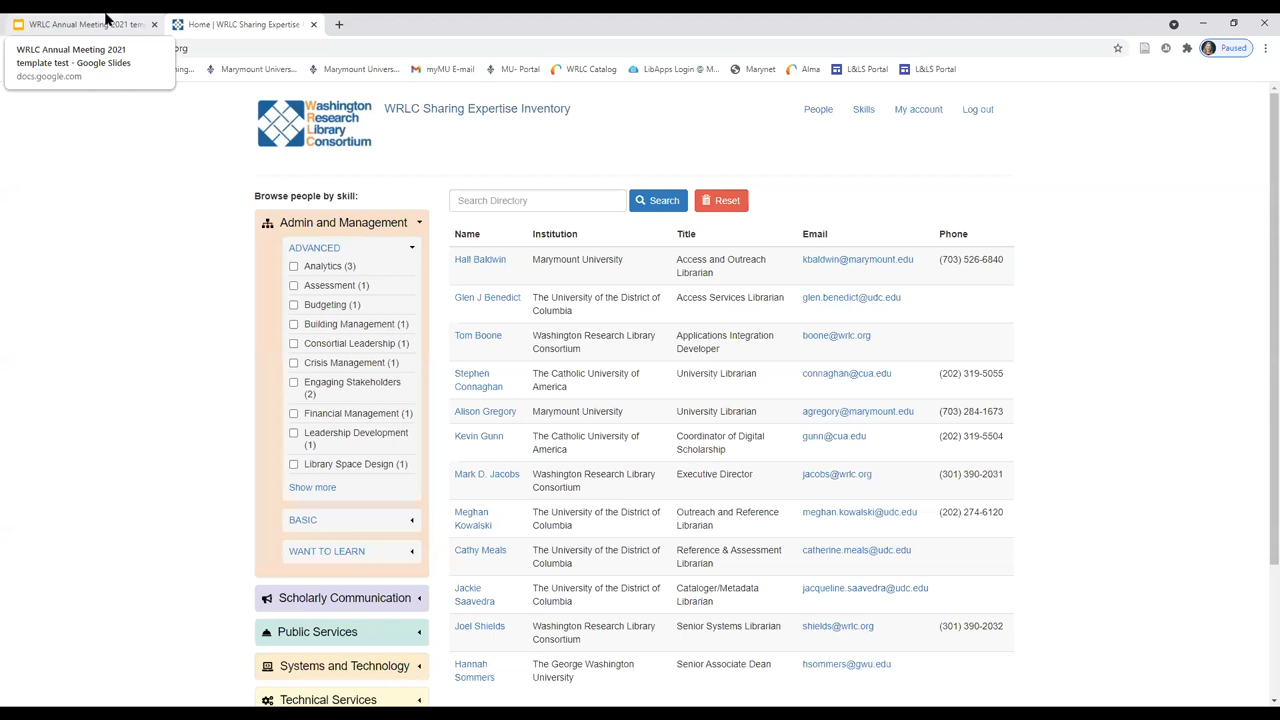 WRLC Annual Meeting 2021 tem
Home | WRLC Sharing Expertise
WRLC Annual Meeting 2021
template test - Google Slides
docs.google.com
org
Paused
Marymount Univers...
Marymount Univers...
myMU E-mail
MU- Portal
WRLC Catalog
LibApps Login @ M...
Marynet
Alma
L&LS Portal
L&LS Portal
Washington
Research
Library
Consortium
WRLC Sharing Expertise Inventory
People
Skills
My account
Log out
Browse people by skill:
Search Directory
Search
Reset
Admin and Management
ADVANCED
Analytics (3)
Assessment (1)
Budgeting (1)
Building Management (1)
Consortial Leadership (1)
Crisis Management (1)
Engaging Stakeholders
(2)
Financial Management (1)
Leadership Development
(1)
Library Space Design (1)
Show more
BASIC
WANT TO LEARN
Scholarly Communication
Public Services
Systems and Technology
Technical Services
Name Institution Title Email Phone
Half Baldwin Marymount University Access and Outreach kbaldwin@marymount.edu (703) 526-6840
Librarian
Glen J Benedict The University of the District of Access Services Librarian glen.benedict@udc.edu
Columbia
Tom Boone Washington Research Library Applications Integration boone@wrlc.org
Consortium Developer
Stephen The Catholic University of University Librarian connaghan@cua.edu (202) 319-5055
Connaghan America
Alison Gregory Marymount University University Librarian agregory@marymount.edu (703) 284-1673
Kevin Gunn The Catholic University of Coordinator of Digital gunn@cua.edu (202) 319-5504
America Scholarship
Mark D. Jacobs Washington Research Library Executive Director jacobs@wrlc.org (301) 390-2031
Consortium
Meghan The University of the District of Outreach and Reference meghan.kowalski@udc.edu (202) 274-6120
Kowalski Columbia Librarian
Cathy Meals The University of the District of Reference & Assessment catherine.meals@udc.edu
Columbia Librarian
Jackie The University of the District of Cataloger/Metadata jacqueline.saavedra@udc.edu
Saavedra Columbia Librarian
Joel Shields Washington Research Library Senior Systems Librarian shields@wrlc.org (301) 390-2032
Consortium
Hannah The George Washington Senior Associate Dean hsommers@gwu.edu
Sommers University